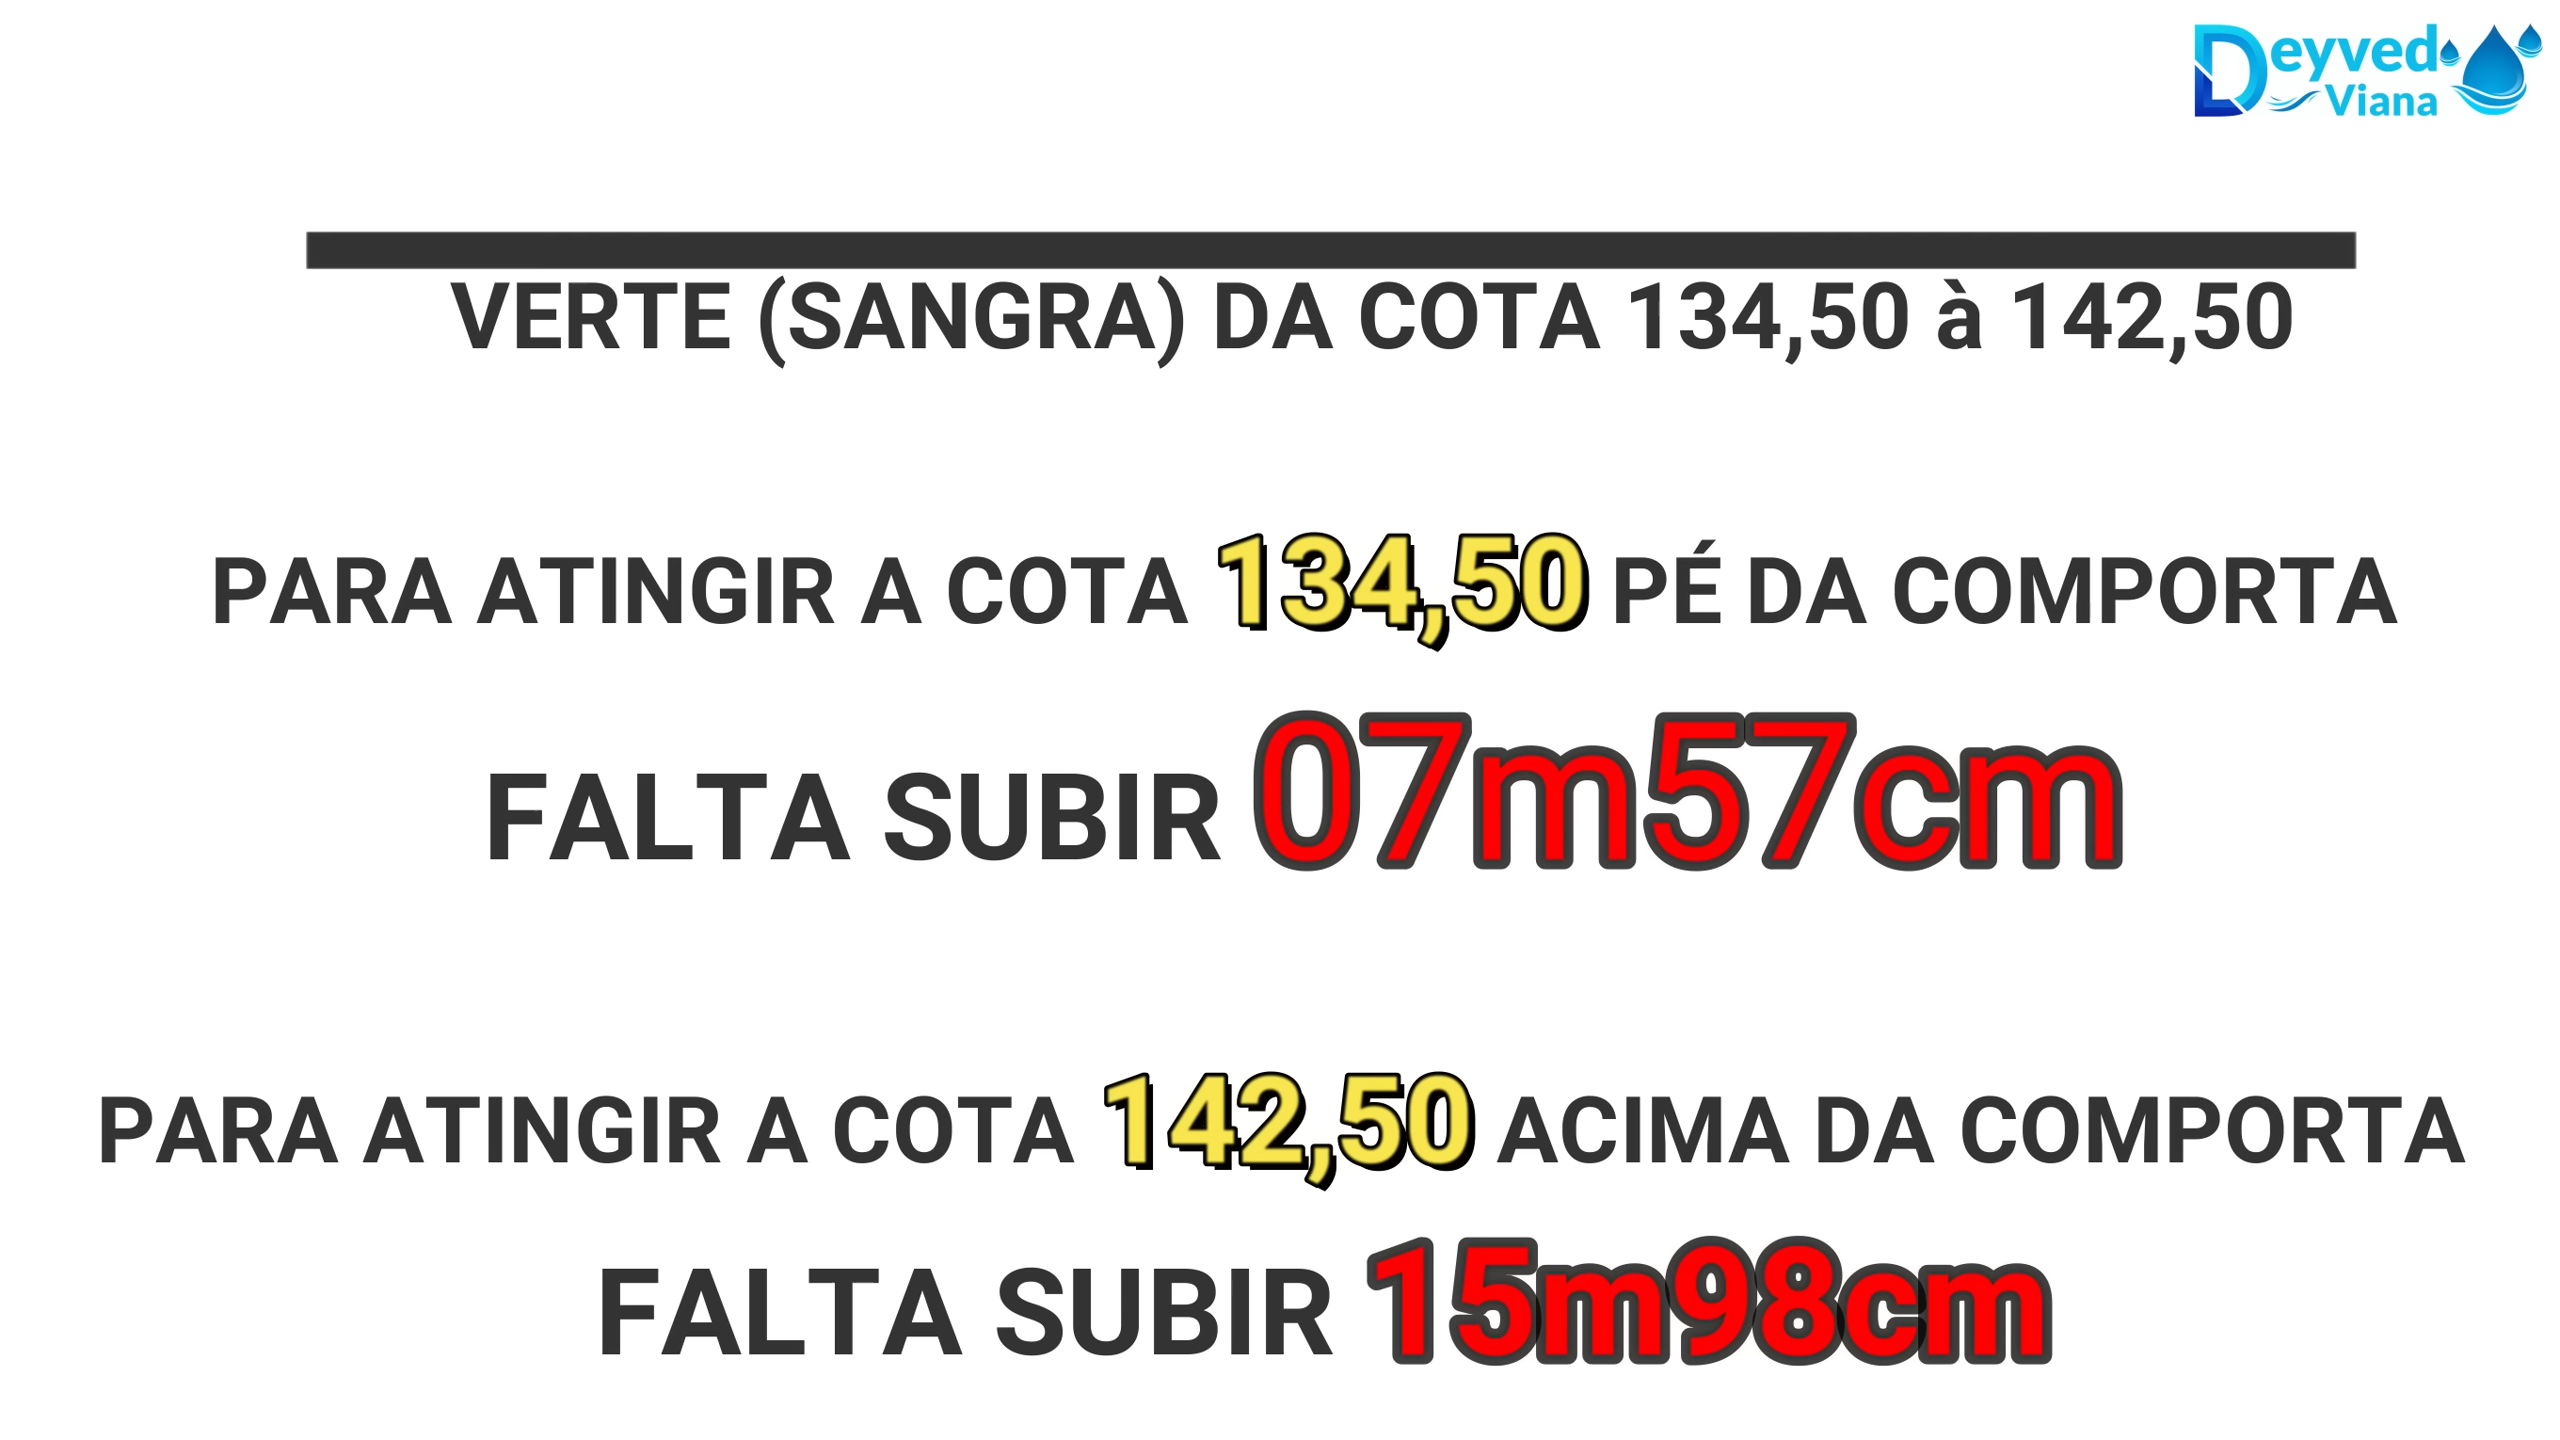 Deyved
Viana
VERTE (SANGRA) DA COTA 134,50 à 142,50
PARA ATINGIR A COTA 134,50 PÉ DA COMPORTA
FALTA SUBIR 07m57cm
PARA ATINGIR A COTA 142,50 ACIMA DA COMPORTA
FALTA SUBIR 15m98cm